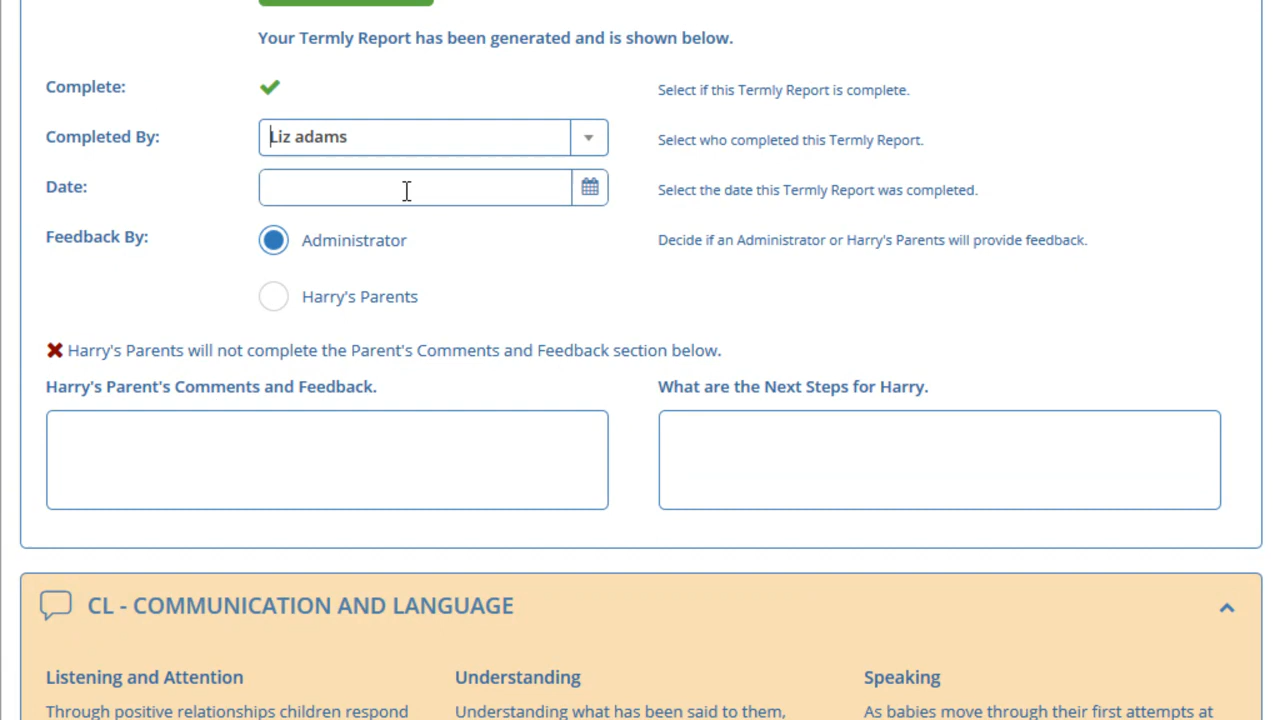 Your Termly Report has been generated and is shown below.
Complete:
Select if this Termly Report is complete.
Completed By:
Liz adams
Select who completed this Termly Report.
Date:
Select the date this Termly Report was completed.
Feedback By:
Administrator
Decide if an Administrator or Harry's Parents will provide feedback.
Harry's Parents
Harry's Parents will not complete the Parent's Comments and Feedback section below.
Harry's Parent's Comments and Feedback.
What are the Next Steps for Harry.
CL - COMMUNICATION AND LANGUAGE
Listening and Attention
Understanding
Speaking
Through positive relationships children respond
Understanding what has been said to them,
As babies move through their first attempts at